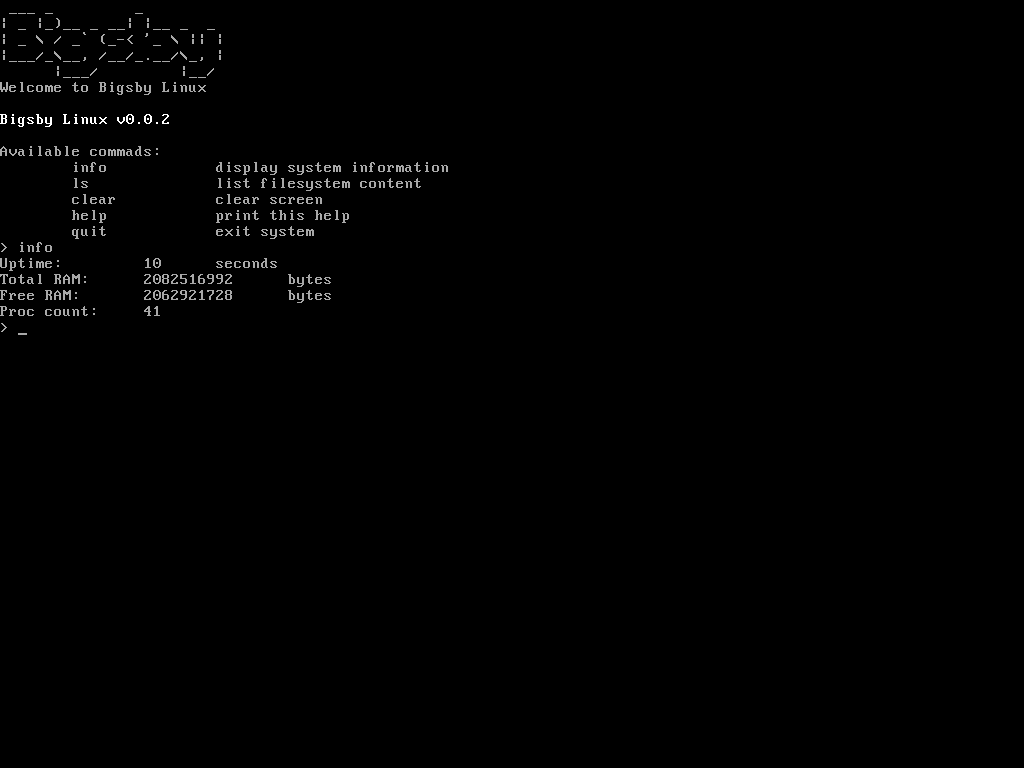 Bigsby
Welcome to Bigsby Linux
Bigsby Linux v0.0.2
Available commads:
info display system information
ls list filesystem content
clear clear screen
help print this help
quit exit system
> info
Uptime: 10 seconds
Total RAM: 2082516992 bytes
Free RAM: 2062921728 bytes
Proc count: 41
> _